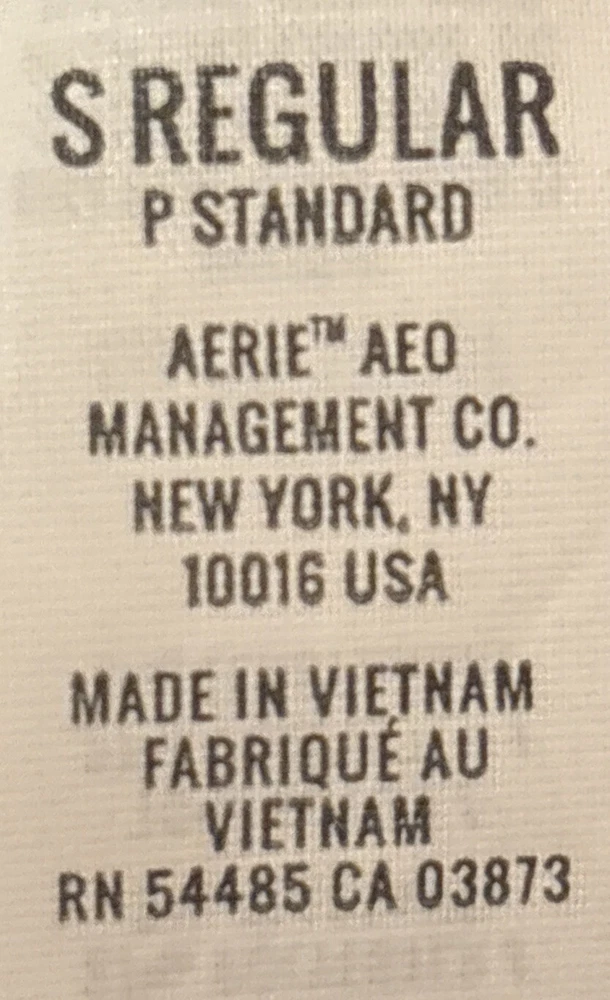 S REGULAR
P STANDARD
AERIE™ AEO
MANAGEMENT CO.
NEW YORK, NY
10016 USA
MADE IN VIETNAM
FABRIQUÉ AU
VIETNAM
RN 54485 CA 03873